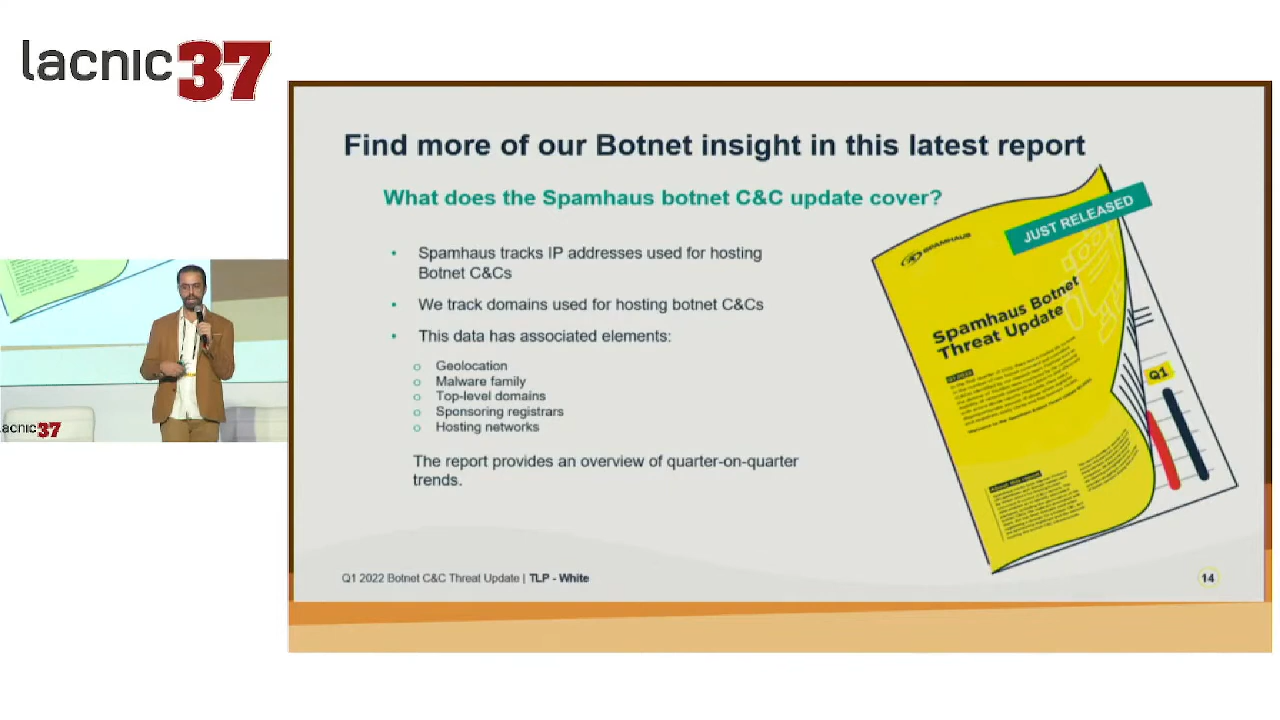 lacnic37
Find more of our Botnet insight in this latest report
What does the Spamhaus botnet C&C update cover?
• Spamhaus tracks IP addresses used for hosting
Botnet C&Cs
• We track domains used for hosting botnet C&Cs
• This data has associated elements:
o Geolocation
o Malware family
o Top-level domains
o Sponsoring registrars
o Hosting networks
The report provides an overview of quarter-on-quarter
trends.
JUST RELEASED
SPAMHAUS
Spamhaus Botnet
Threat Update
Q1
Q1 2022 Botnet C&C Threat Update | TLP - White
14
lacnic37